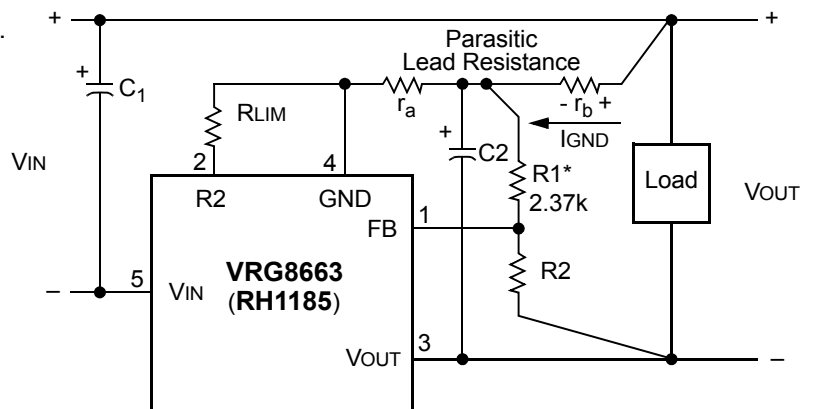 .
+
+
Parasitic
Lead Resistance
+
C1
ra
- rb +
RLIM
IGND
+
C2
VIN
2
4
R1*
2.37k
Load
VOUT
R2
GND
FB
1
VRG8663
(RH1185)
R2
–
5
VIN
VOUT
3
–